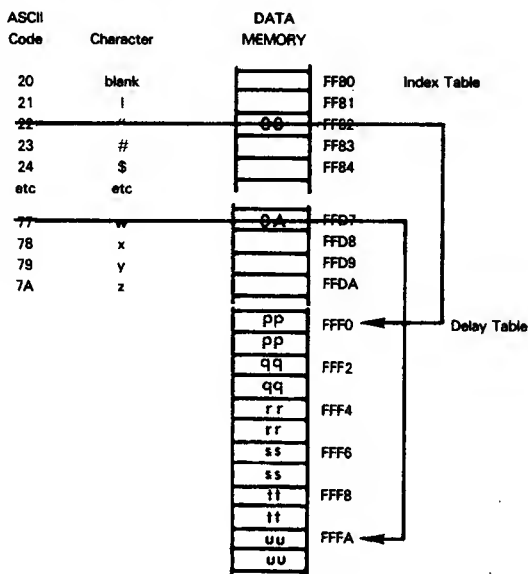 ASCII DATA
Code Character MEMORY
20 blank FF80 Index Table
21 ! FF81
22 " 00 FF82
23 # FF83
24 $ FF84
etc etc
77 w 0A FFD7
78 x FFD8
79 y FFD9
7A z FFDA
pp FFF0 Delay Table
pp
qq FFF2
qq
rr FFF4
rr
ss FFF6
ss
tt FFF8
tt
uu FFFA
uu